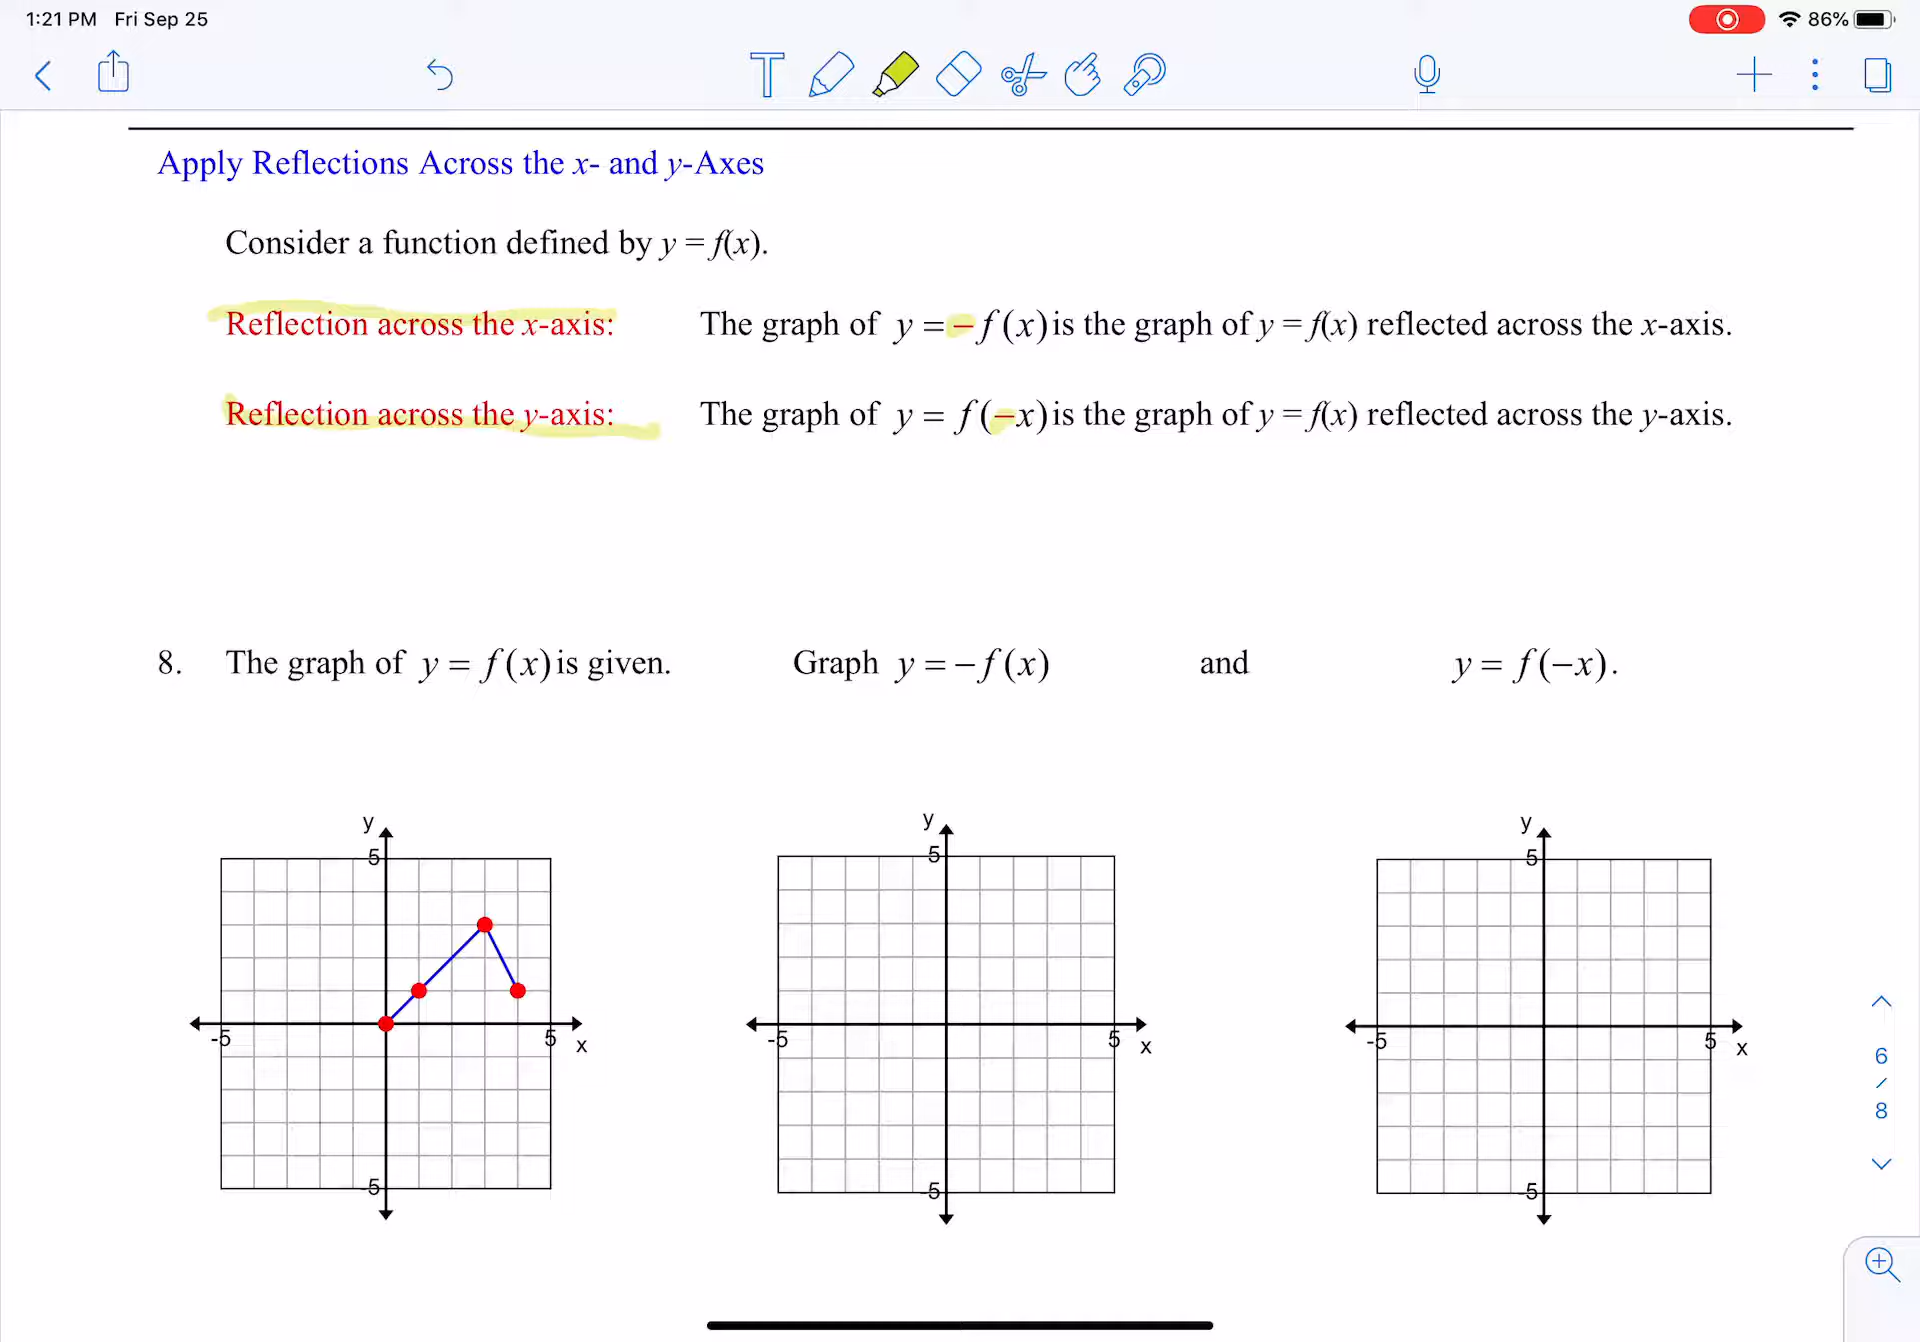 1:21 PM Fri Sep 25
86%
Apply Reflections Across the x- and y-Axes
Consider a function defined by y = f(x).
Reflection across the x-axis: The graph of y = −f(x) is the graph of y = f(x) reflected across the x-axis.
Reflection across the y-axis: The graph of y = f(−x) is the graph of y = f(x) reflected across the y-axis.
8. The graph of y = f(x) is given. Graph y = −f(x) and y = f(−x).
y y y
5 5 5
-5 5 x -5 5 x -5 5 x
-5 -5 -5
6
/
8